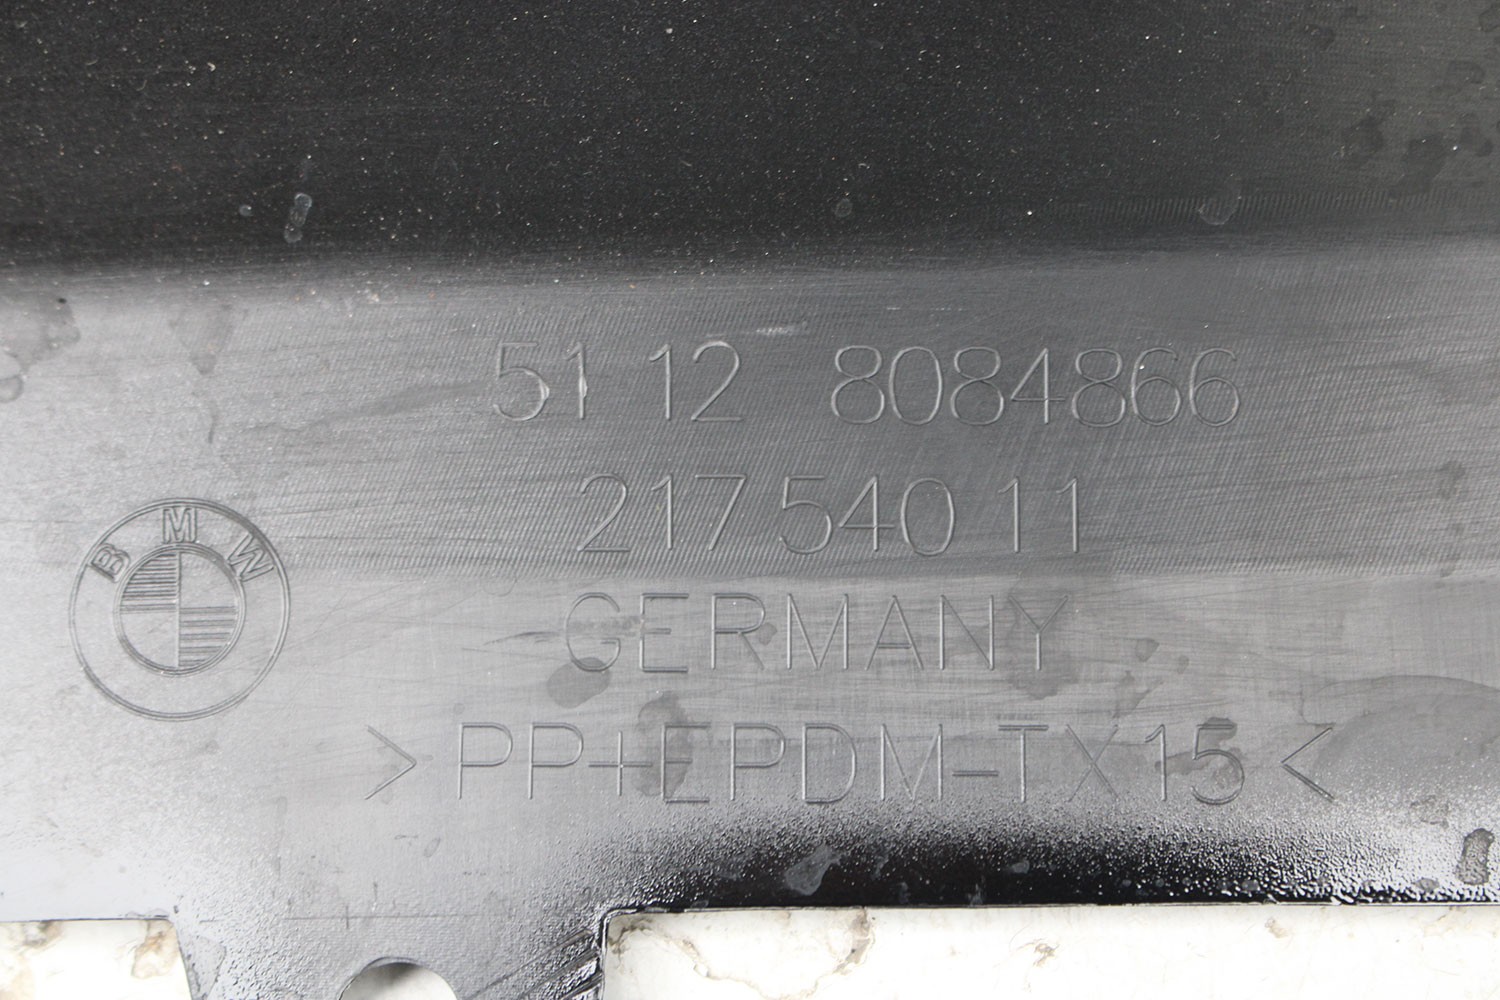 51 12 8084866
217 540 11
BMW
GERMANY
>PP+EPDM-TX15<